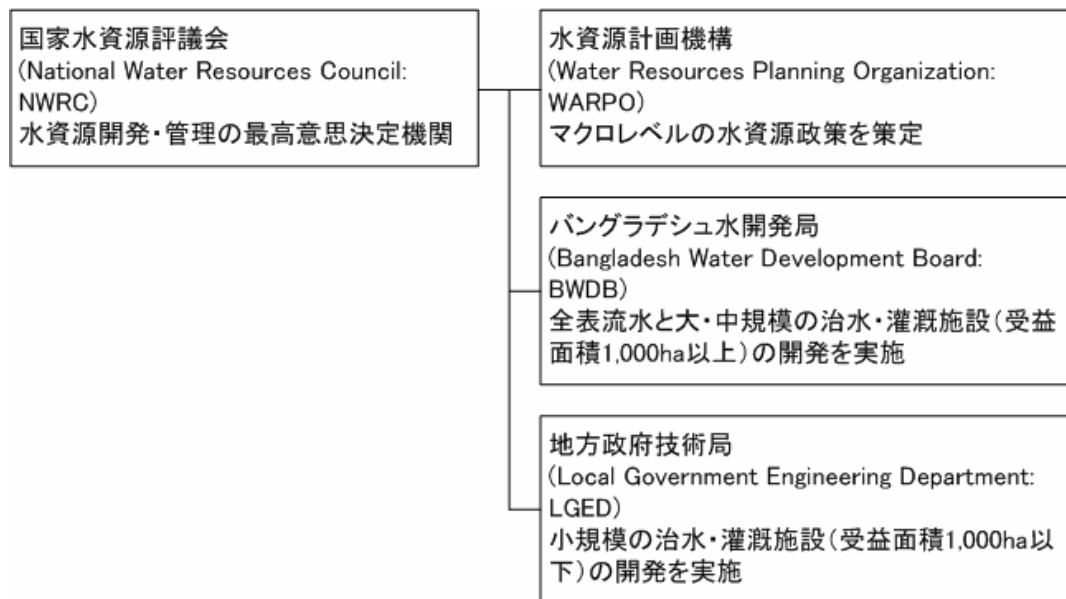 国家水資源評議会
(National Water Resources Council:
NWRC)
水資源開発・管理の最高意思決定機関
水資源計画機構
(Water Resources Planning Organization:
WARPO)
マクロレベルの水資源政策を策定
バングラデシュ水開発局
(Bangladesh Water Development Board:
BWDB)
全表流水と大・中規模の治水・灌漑施設(受益
面積1,000ha以上)の開発を実施
地方政府技術局
(Local Government Engineering Department:
LGED)
小規模の治水・灌漑施設(受益面積1,000ha以
下)の開発を実施